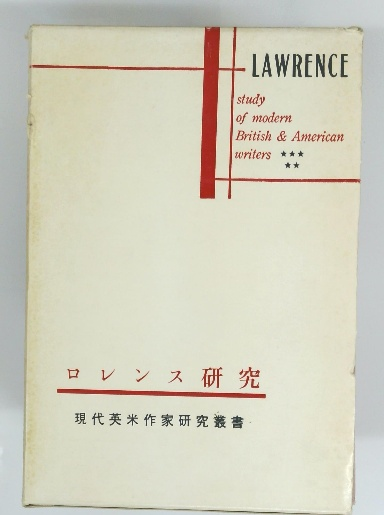 LAWRENCE
study
of modern
British & American
writers ★★★
★★
ロレンス研究
現代英米作家研究叢書